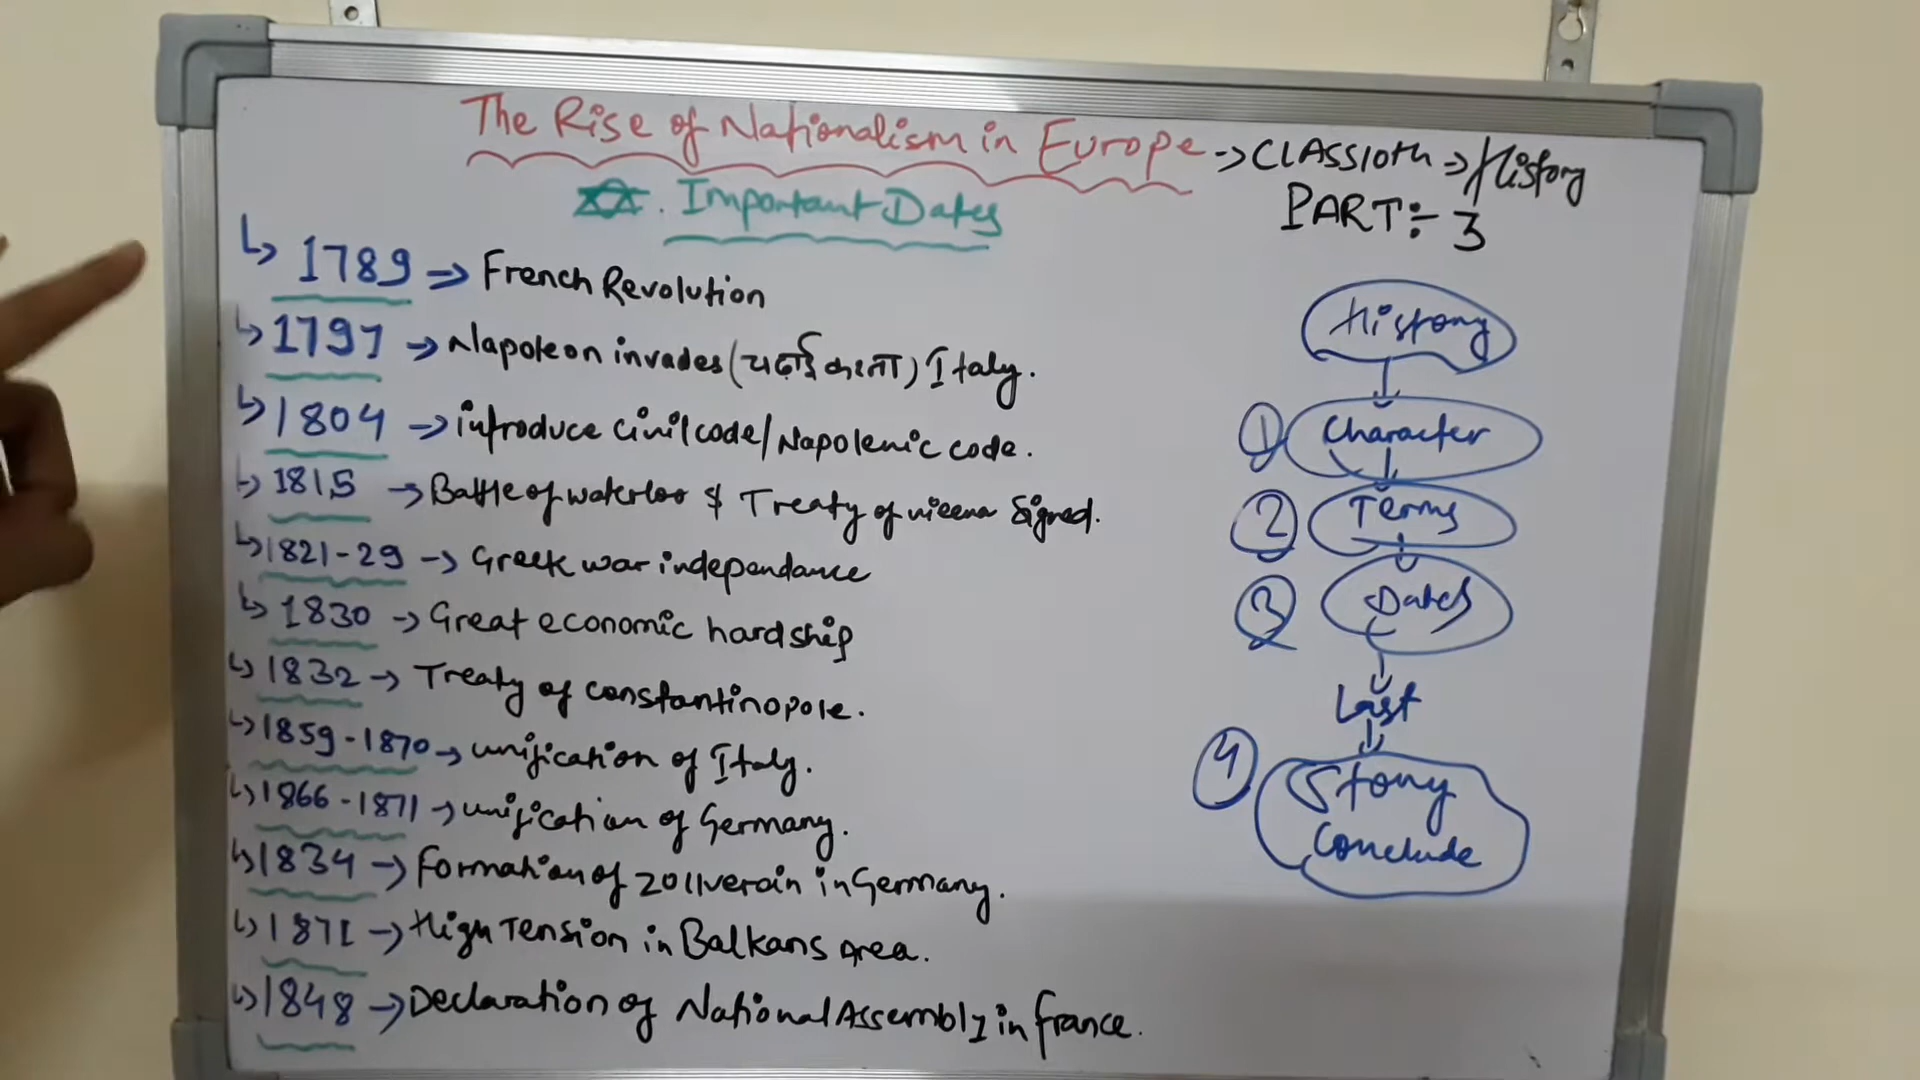 The Rise of Nationalism in Europe -> CLASS 10th -> History
PART :- 3
Important Dates
1789 => French Revolution
1797 -> Napoleon invades (चढ़ाई करना) Italy.
1804 -> introduce Civil code / Napolenic code.
1815 -> Battle of waterloo & Treaty of vieena Signed.
1821-29 -> Greek war independance
1830 -> Great economic hardship
1832 -> Treaty of constantinopole.
1859-1870 -> unification of Italy.
1866-1871 -> unification of Germany.
1834 -> Formation of zollverain in Germany.
1871 -> High Tension in Balkans Area.
1848 -> Declaration of National Assembly in france.
History
1 Character
2 Terms
3 Dates
Last
4 Story
Conclude